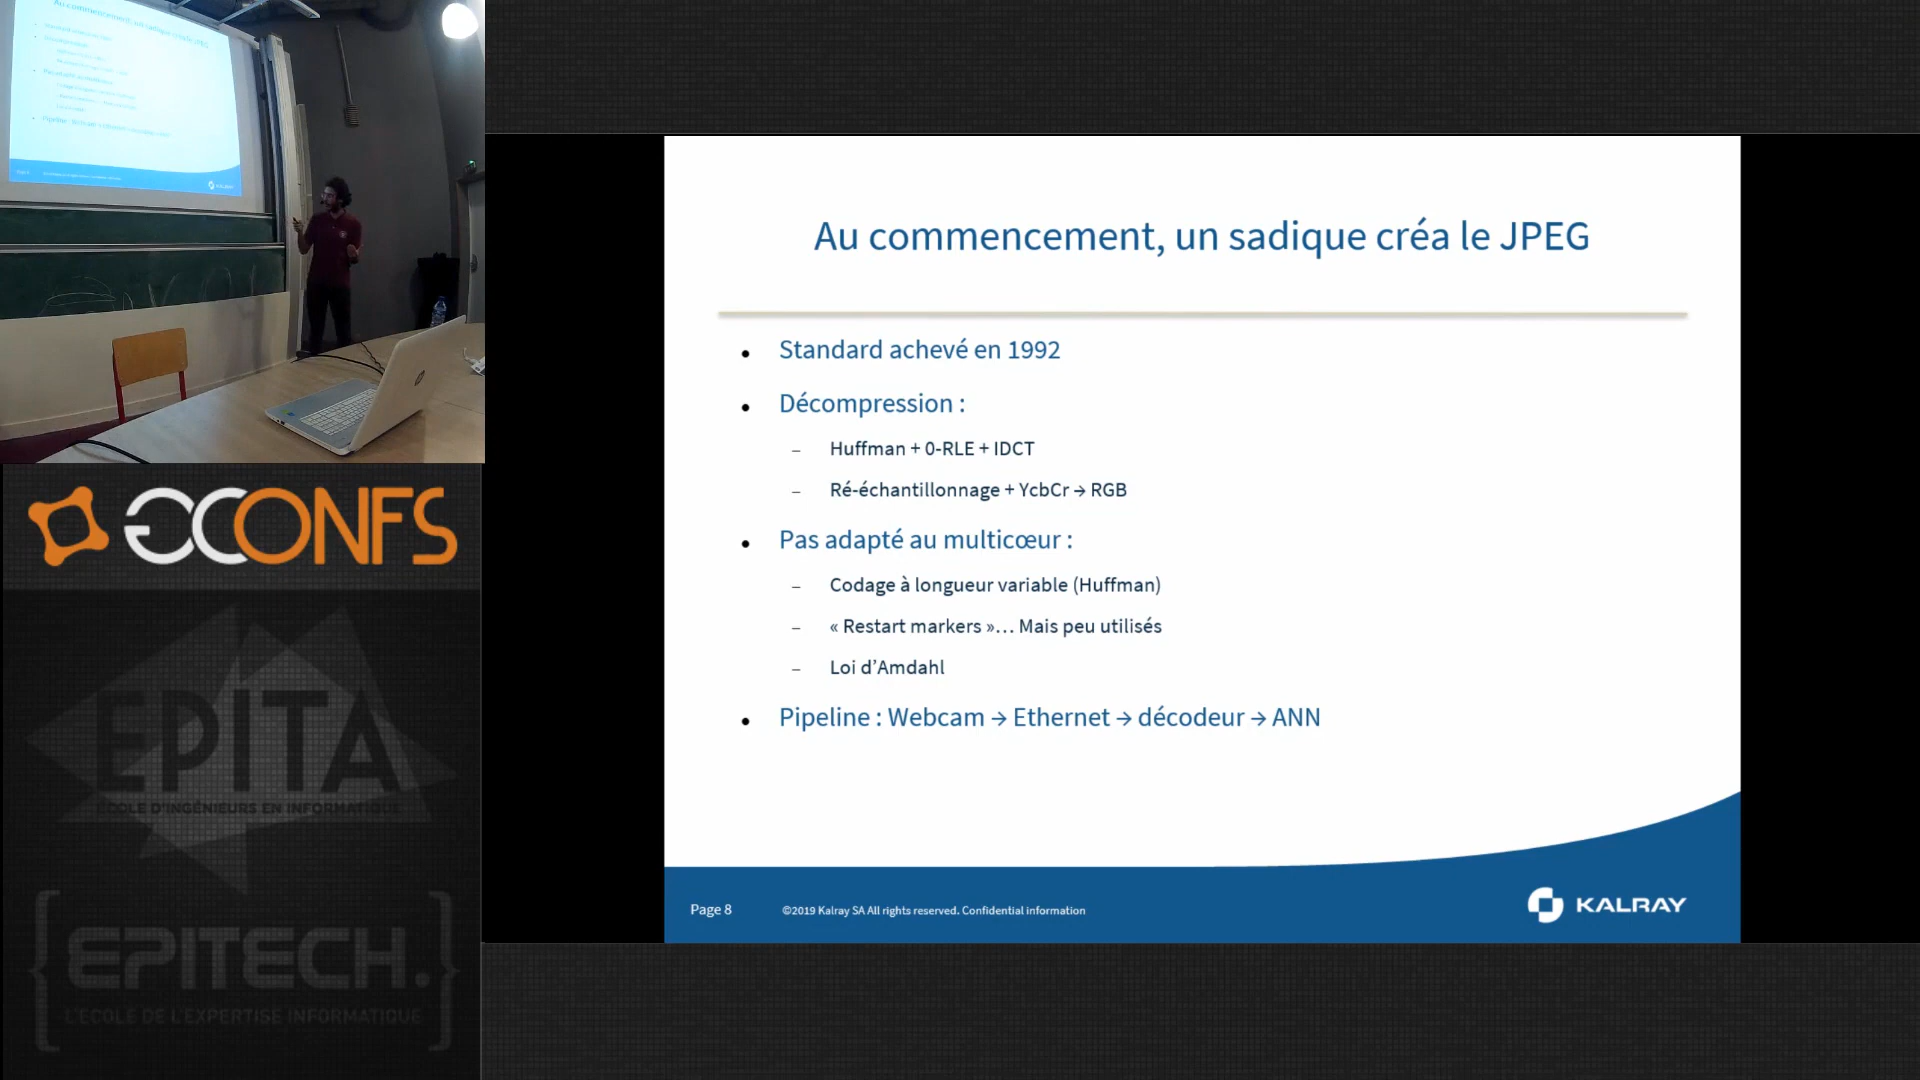 Au commencement, un sadique créa le JPEG
Standard achevé en 1992
Décompression :
Huffman + 0-RLE + IDCT
Ré-échantillonnage + YcbCr → RGB
Pas adapté au multicœur :
Codage à longueur variable (Huffman)
« Restart markers »… Mais peu utilisés
Loi d’Amdahl
Pipeline : Webcam → Ethernet → décodeur → ANN
Page 8
©2019 Kalray SA All rights reserved. Confidential information
KALRAY
CONFS
EPITA
ÉCOLE D'INGÉNIEURS EN INFORMATIQUE
{EPITECH.}
L'ÉCOLE DE L'EXPERTISE INFORMATIQUE